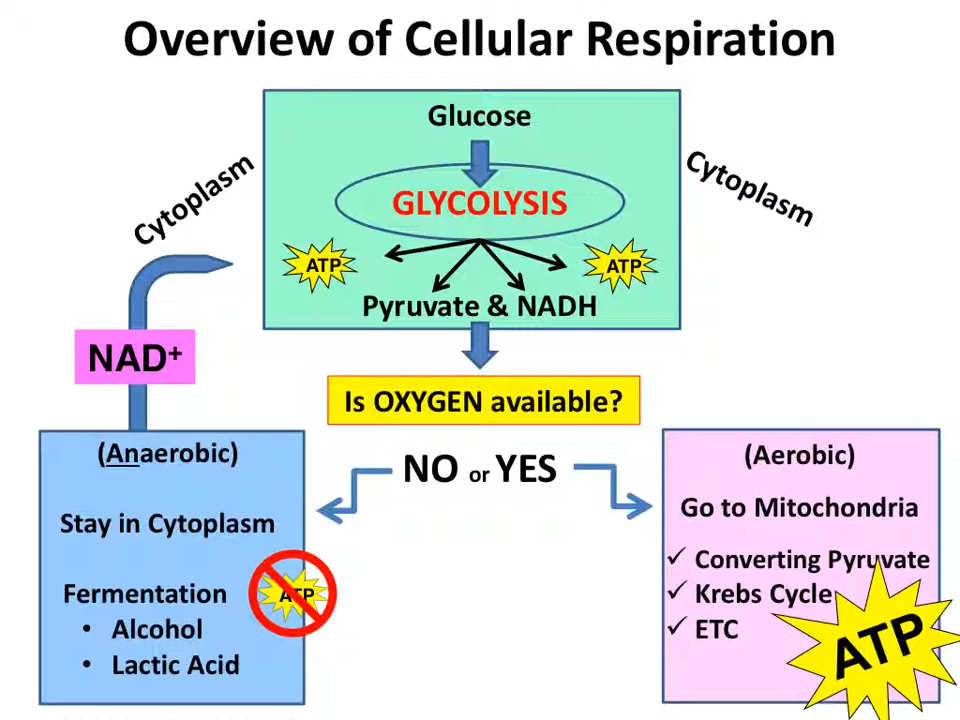 Overview of Cellular Respiration
Glucose
Cytoplasm
Cytoplasm
GLYCOLYSIS
ATP
ATP
Pyruvate & NADH
NAD⁺
Is OXYGEN available?
NO or YES
(Anaerobic)
Stay in Cytoplasm
Fermentation
ATP
• Alcohol
• Lactic Acid
(Aerobic)
Go to Mitochondria
✓ Converting Pyruvate
✓ Krebs Cycle
✓ ETC
ATP